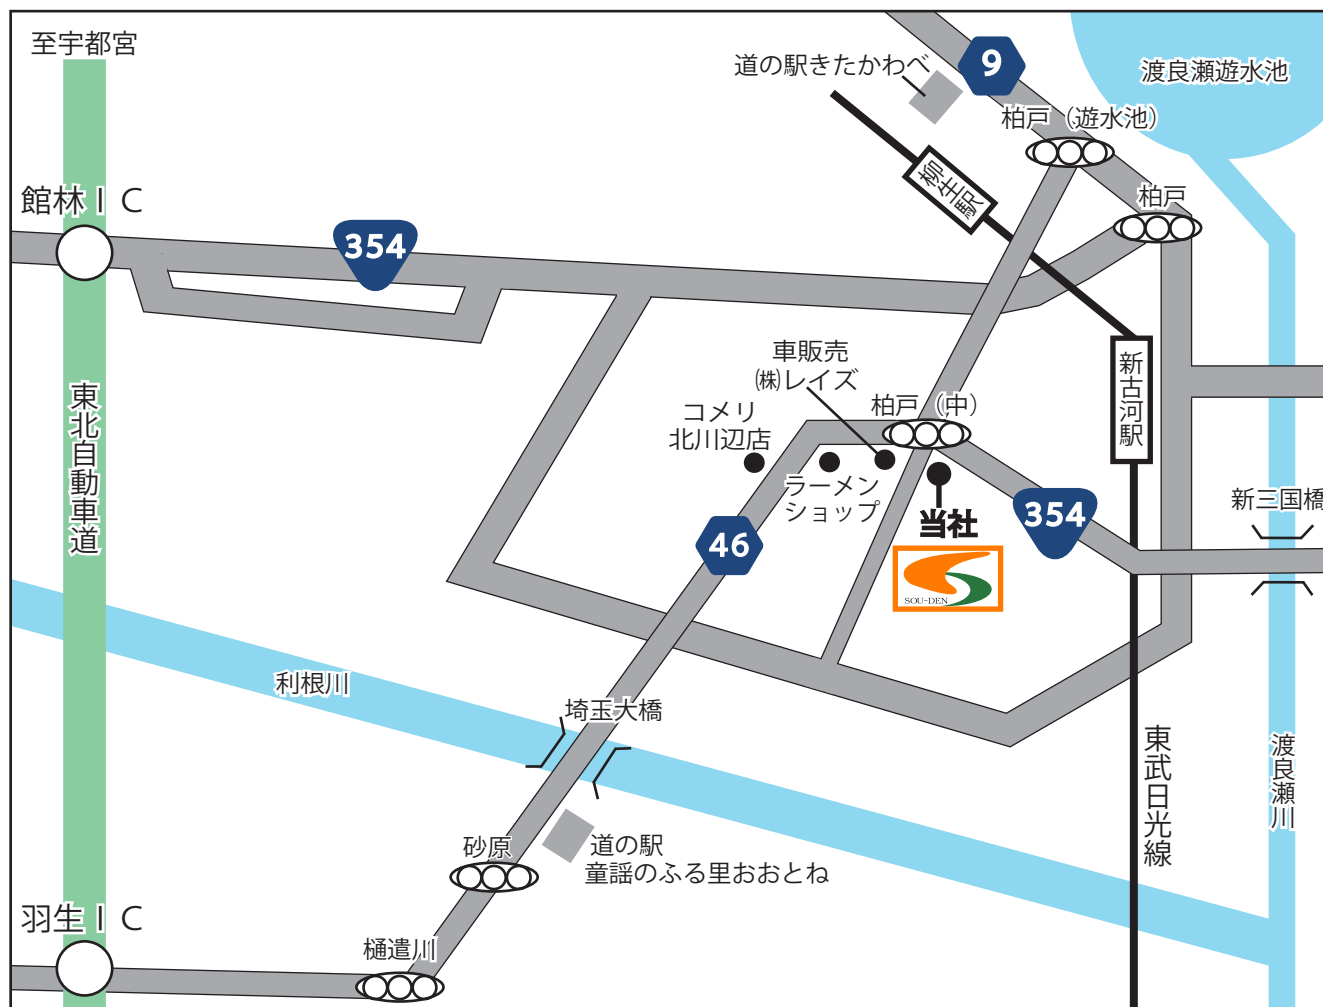 至宇都宮
道の駅きたかわべ
9
渡良瀬遊水池
柏戸（遊水池）
柳生駅
柏戸
館林ＩＣ
354
車販売
㈱レイズ
新古河駅
東北自動車道
コメリ
北川辺店
柏戸（中）
ラーメン
ショップ
当社
354
新三国橋
46
SOU-DEN
利根川
埼玉大橋
東武日光線
渡良瀬川
砂原
道の駅
童謡のふる里おおとね
羽生ＩＣ
樋遣川